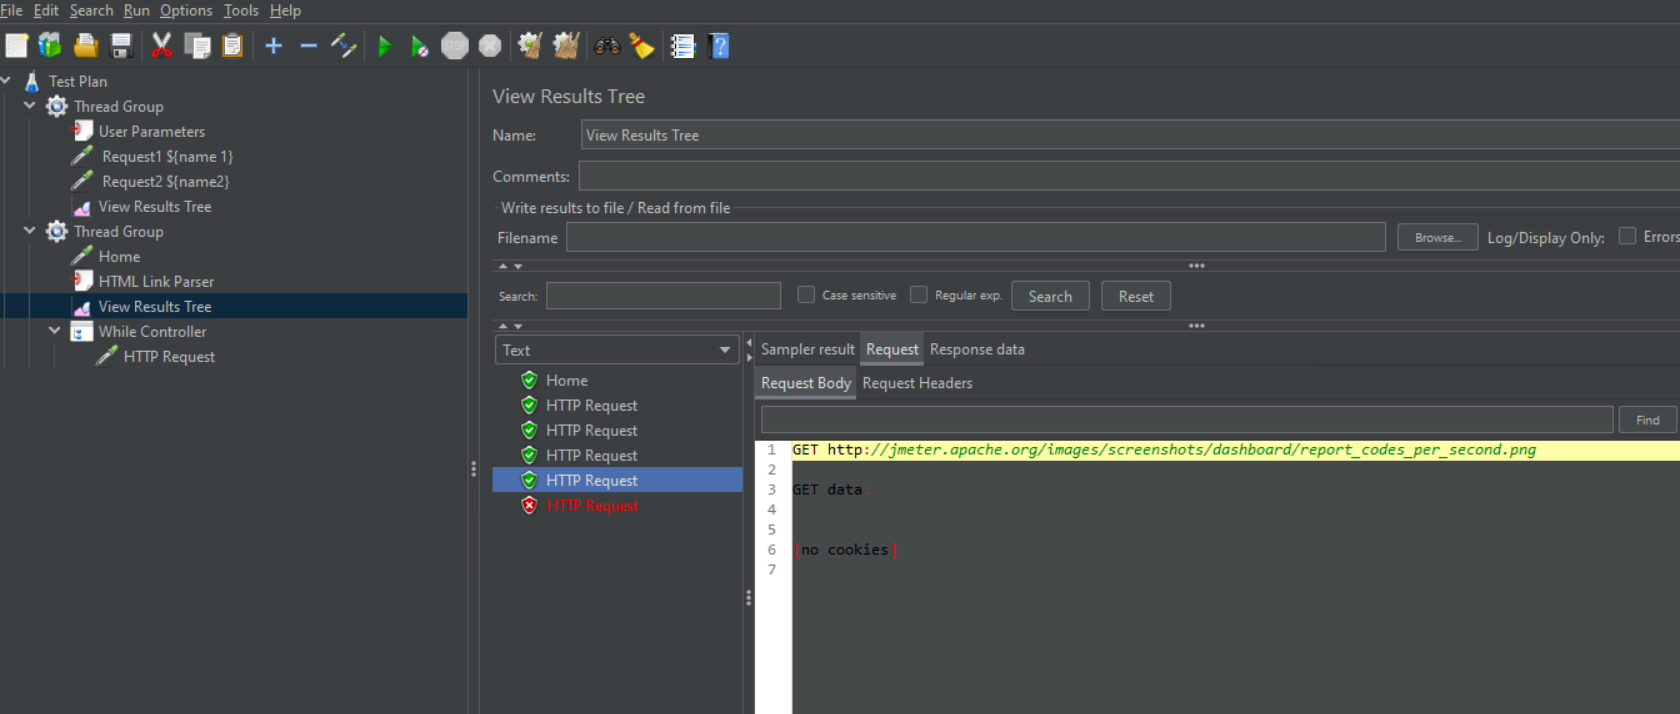 File Edit Search Run Options Tools Help
STOP
Test Plan
Thread Group
User Parameters
Request1 ${name 1}
Request2 ${name2}
View Results Tree
Thread Group
Home
HTML Link Parser
View Results Tree
While Controller
HTTP Request
View Results Tree
Name: View Results Tree
Comments:
Write results to file / Read from file
Filename Browse... Log/Display Only: Errors
Search: Case sensitive Regular exp. Search Reset
Text
Home
HTTP Request
HTTP Request
HTTP Request
HTTP Request
HTTP Request
Sampler result Request Response data
Request Body Request Headers
Find
1 GET http://jmeter.apache.org/images/screenshots/dashboard/report_codes_per_second.png
2
3 GET data:
4
5
6 [no cookies]
7